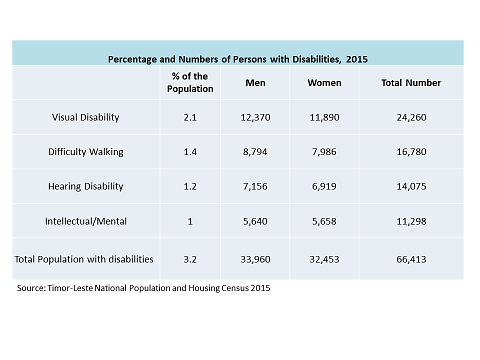 Percentage and Numbers of Persons with Disabilities, 2015
% of the Population Men Women Total Number
Visual Disability 2.1 12,370 11,890 24,260
Difficulty Walking 1.4 8,794 7,986 16,780
Hearing Disability 1.2 7,156 6,919 14,075
Intellectual/Mental 1 5,640 5,658 11,298
Total Population with disabilities 3.2 33,960 32,453 66,413
Source: Timor-Leste National Population and Housing Census 2015